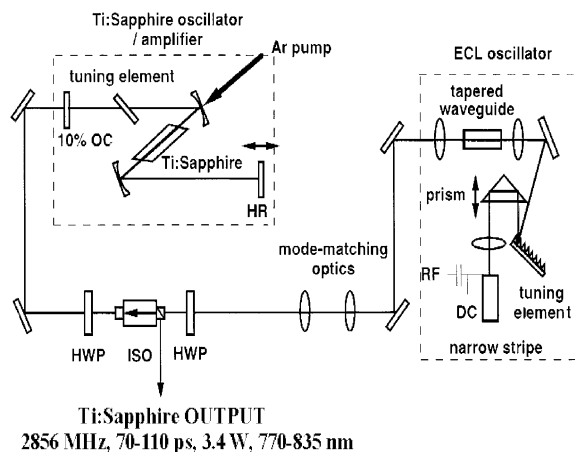 Ti:Sapphire oscillator
/ amplifier
Ar pump
tuning element
10% OC
Ti:Sapphire
HR
ECL oscillator
tapered
waveguide
prism
mode-matching
optics
RF
DC
tuning
element
narrow stripe
HWP
ISO
HWP
Ti:Sapphire OUTPUT
2856 MHz, 70-110 ps, 3.4 W, 770-835 nm